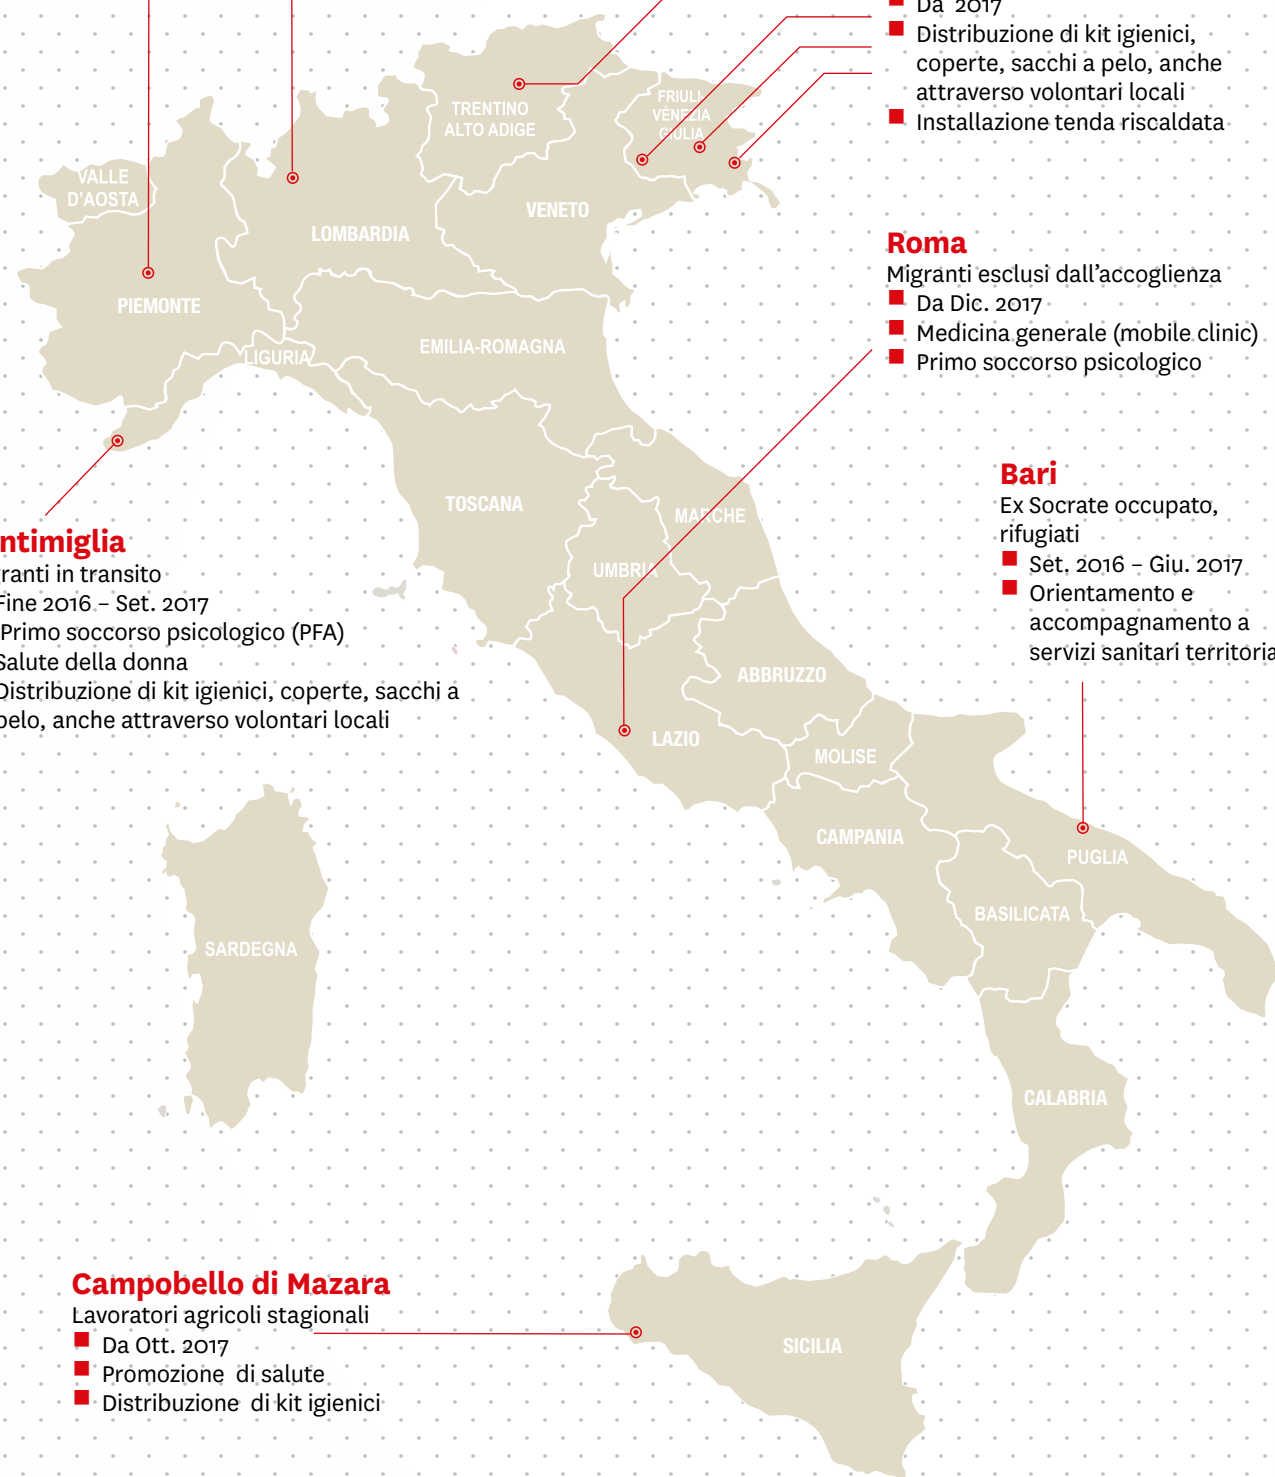 Da 2017
Distribuzione di kit igienici,
coperte, sacchi a pelo, anche
attraverso volontari locali
Installazione tenda riscaldata
TRENTINO
ALTO ADIGE
FRIULI-
VENEZIA
GIULIA
VALLE
D'AOSTA
VENETO
LOMBARDIA
PIEMONTE
LIGURIA
EMILIA-ROMAGNA
Roma
Migranti esclusi dall'accoglienza
Da Dic. 2017
Medicina generale (mobile clinic)
Primo soccorso psicologico
TOSCANA
MARCHE
UMBRIA
Bari
Ex Socrate occupato,
rifugiati
Set. 2016 – Giu. 2017
Orientamento e
accompagnamento a
servizi sanitari territoria
ntimiglia
ranti in transito
Fine 2016 – Set. 2017
Primo soccorso psicologico (PFA)
Salute della donna
Distribuzione di kit igienici, coperte, sacchi a
pelo, anche attraverso volontari locali
ABBRUZZO
LAZIO
MOLISE
CAMPANIA
PUGLIA
BASILICATA
SARDEGNA
CALABRIA
Campobello di Mazara
Lavoratori agricoli stagionali
Da Ott. 2017
Promozione di salute
Distribuzione di kit igienici
SICILIA